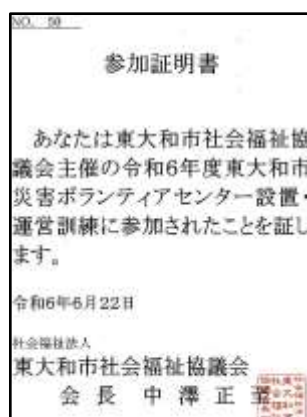 NO. 50
参加証明書
あなたは東大和市社会福祉協
議会主催の令和6年度東大和市
災害ボランティアセンター設置・
運営訓練に参加されたことを証し
ます。
令和6年6月22日
社会福祉法人
東大和市社会福祉協議会
会長 中澤正